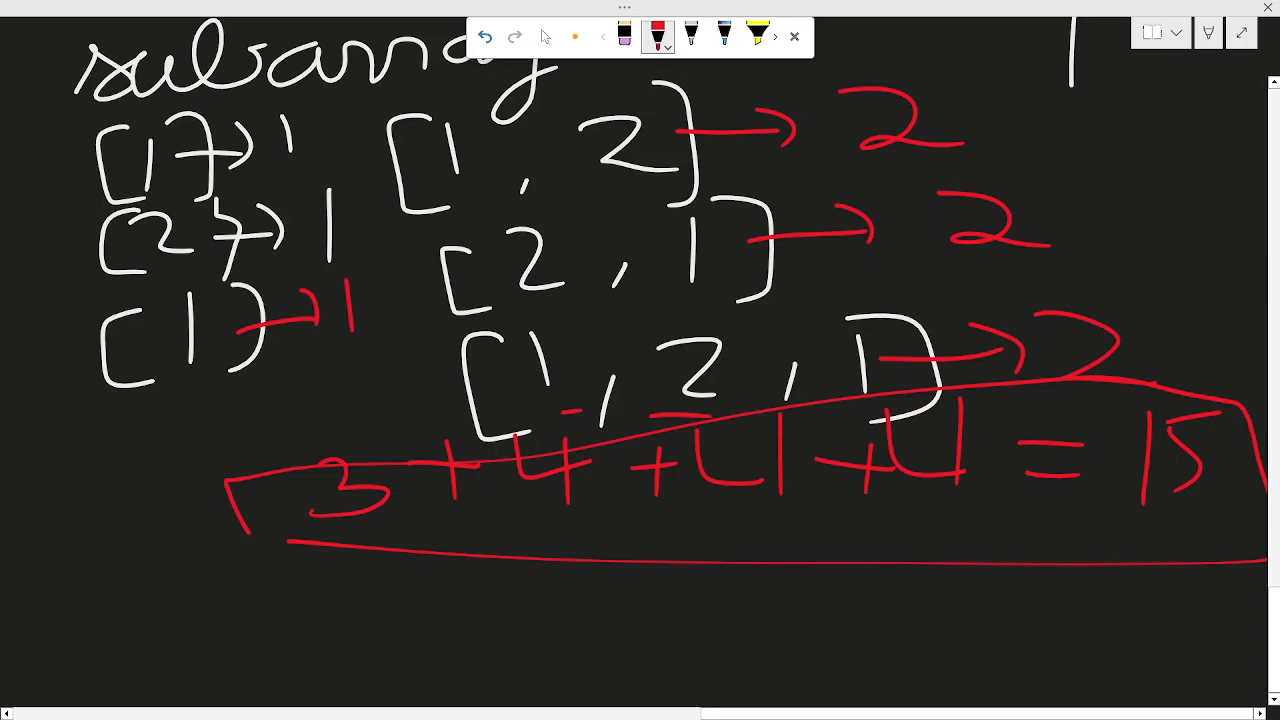 subarray
[1] → 1 [1, 2] → 2
[2] → 1 [2, 1] → 2
[1] → 1 [1, 2, 1] → 2
3 + 4 + 4 + 4 = 15